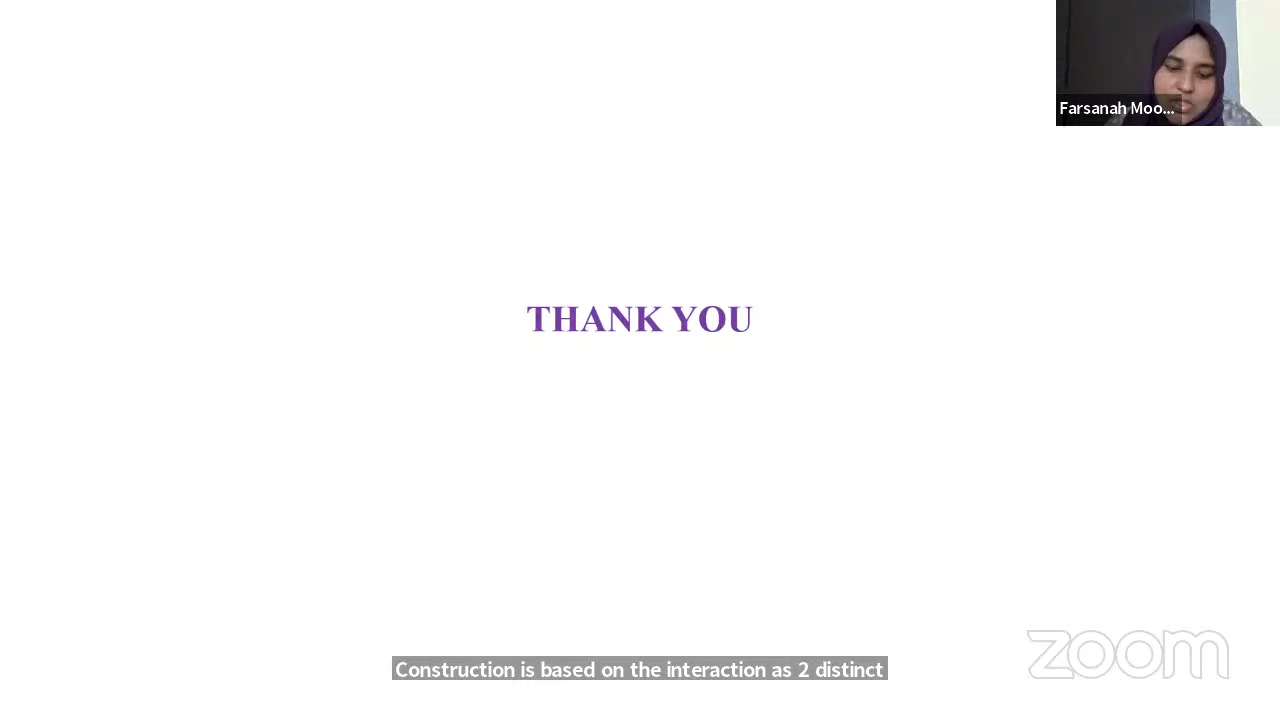 Farsanah Moo...
THANK YOU
Construction is based on the interaction as 2 distinct
zoom